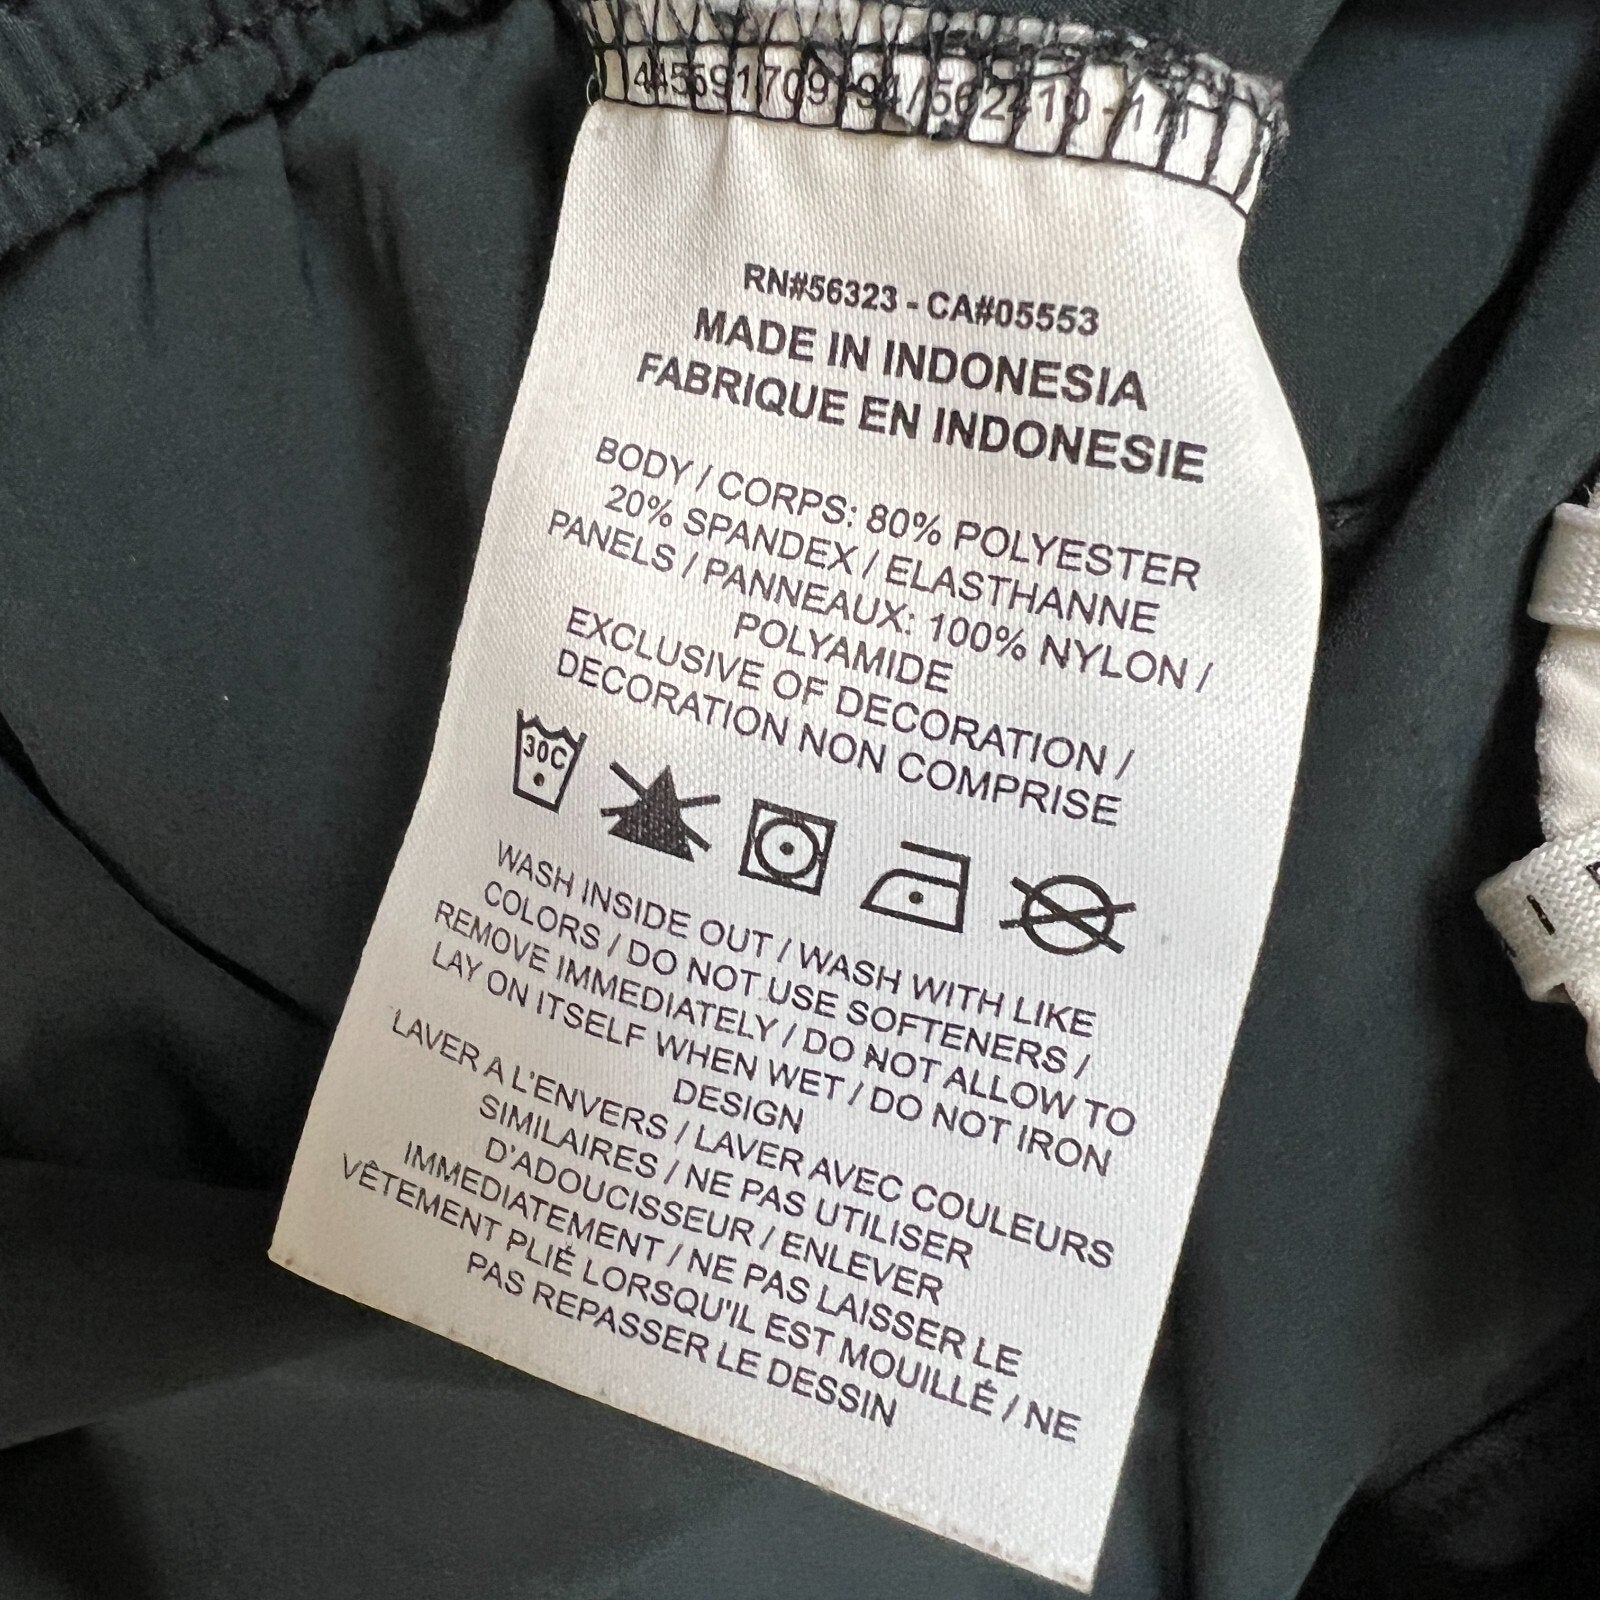 RN#56323 - CA#05553
MADE IN INDONESIA
FABRIQUE EN INDONESIE
BODY / CORPS: 80% POLYESTER
20% SPANDEX / ELASTHANNE
PANELS / PANNEAUX: 100% NYLON /
POLYAMIDE
EXCLUSIVE OF DECORATION /
DECORATION NON COMPRISE
30C
WASH INSIDE OUT / WASH WITH LIKE
COLORS / DO NOT USE SOFTENERS /
REMOVE IMMEDIATELY / DO NOT ALLOW TO
LAY ON ITSELF WHEN WET / DO NOT IRON
DESIGN
LAVER A L'ENVERS / LAVER AVEC COULEURS
SIMILAIRES / NE PAS UTILISER
D'ADOUCISSEUR / ENLEVER
IMMEDIATEMENT / NE PAS LAISSER LE
VÊTEMENT PLIÉ LORSQU'IL EST MOUILLÉ / NE
PAS REPASSER LE DESSIN